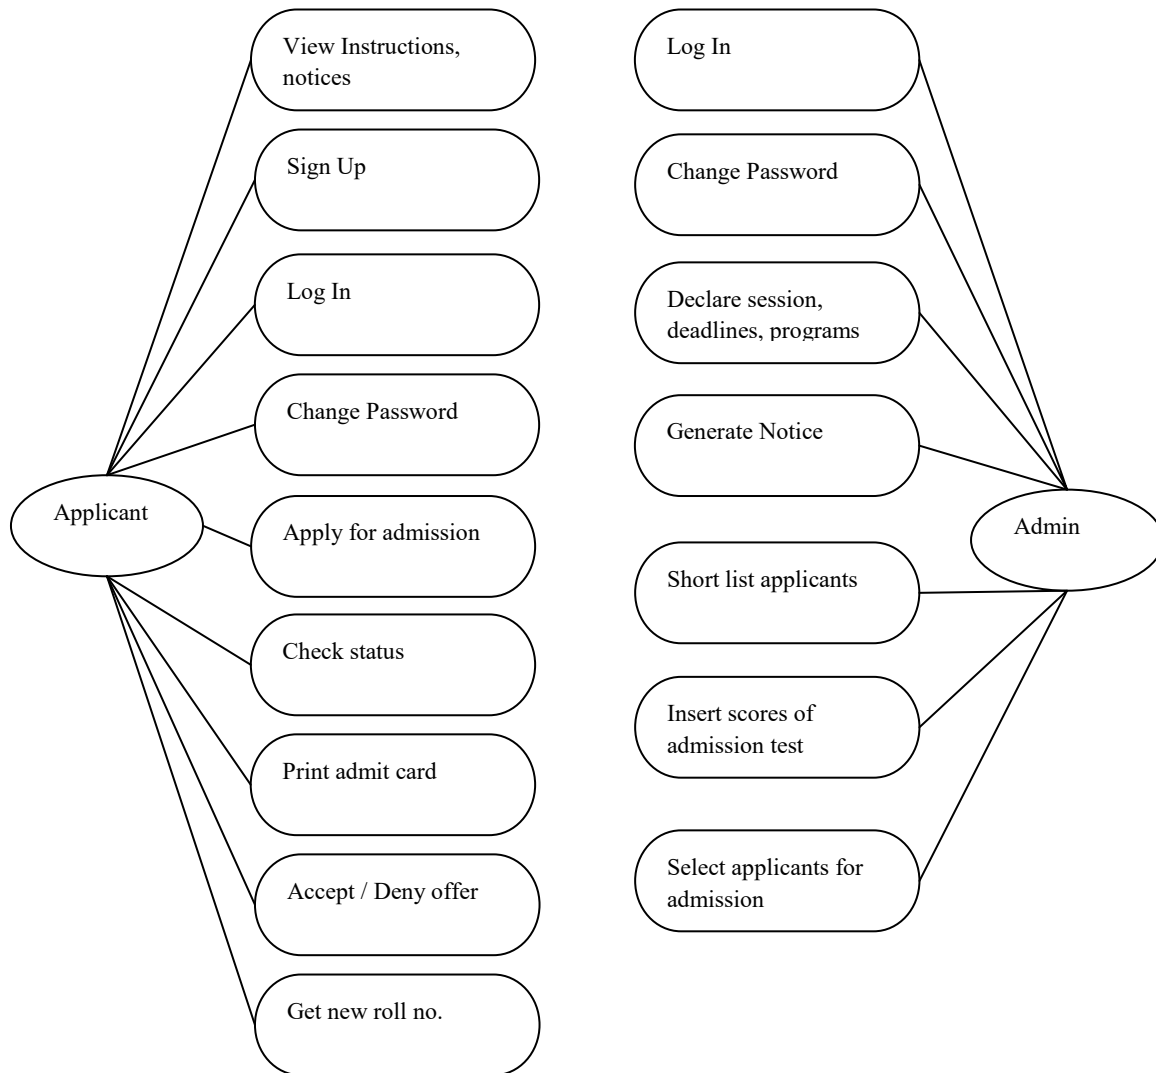 View Instructions,
notices
Sign Up
Log In
Change Password
Applicant
Apply for admission
Check status
Print admit card
Accept / Deny offer
Get new roll no.
Log In
Change Password
Declare session,
deadlines, programs
Generate Notice
Admin
Short list applicants
Insert scores of
admission test
Select applicants for
admission